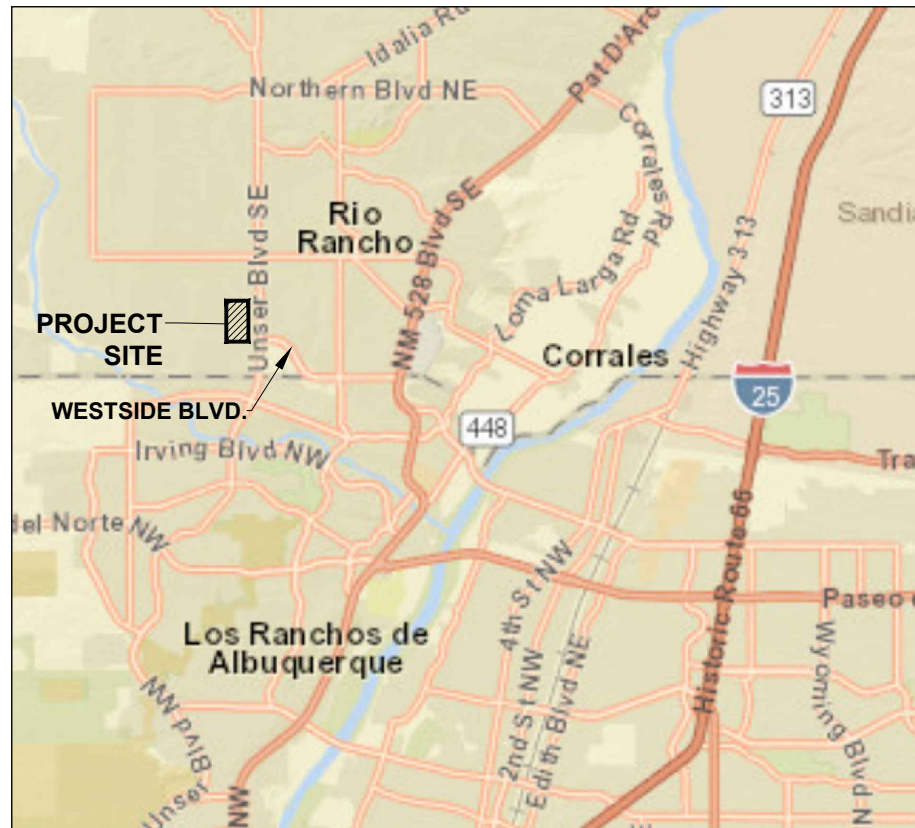 Idalia Rd
Pat D'Arc
Northern Blvd NE
313
Corrales Rd
Unser Blvd SE
Rio
Rancho
NM 528 Blvd SE
Loma Larga Rd
Sandia
Highway 313
PROJECT
SITE
Corrales
25
WESTSIDE BLVD.
448
Irving Blvd NW
Tra
del Norte NW
Historic Route 66
4th St NW
Paseo
Los Ranchos de
Albuquerque
2nd St NW
Edith Blvd NE
Wyoming Blvd N
Unser Blvd NW
NW